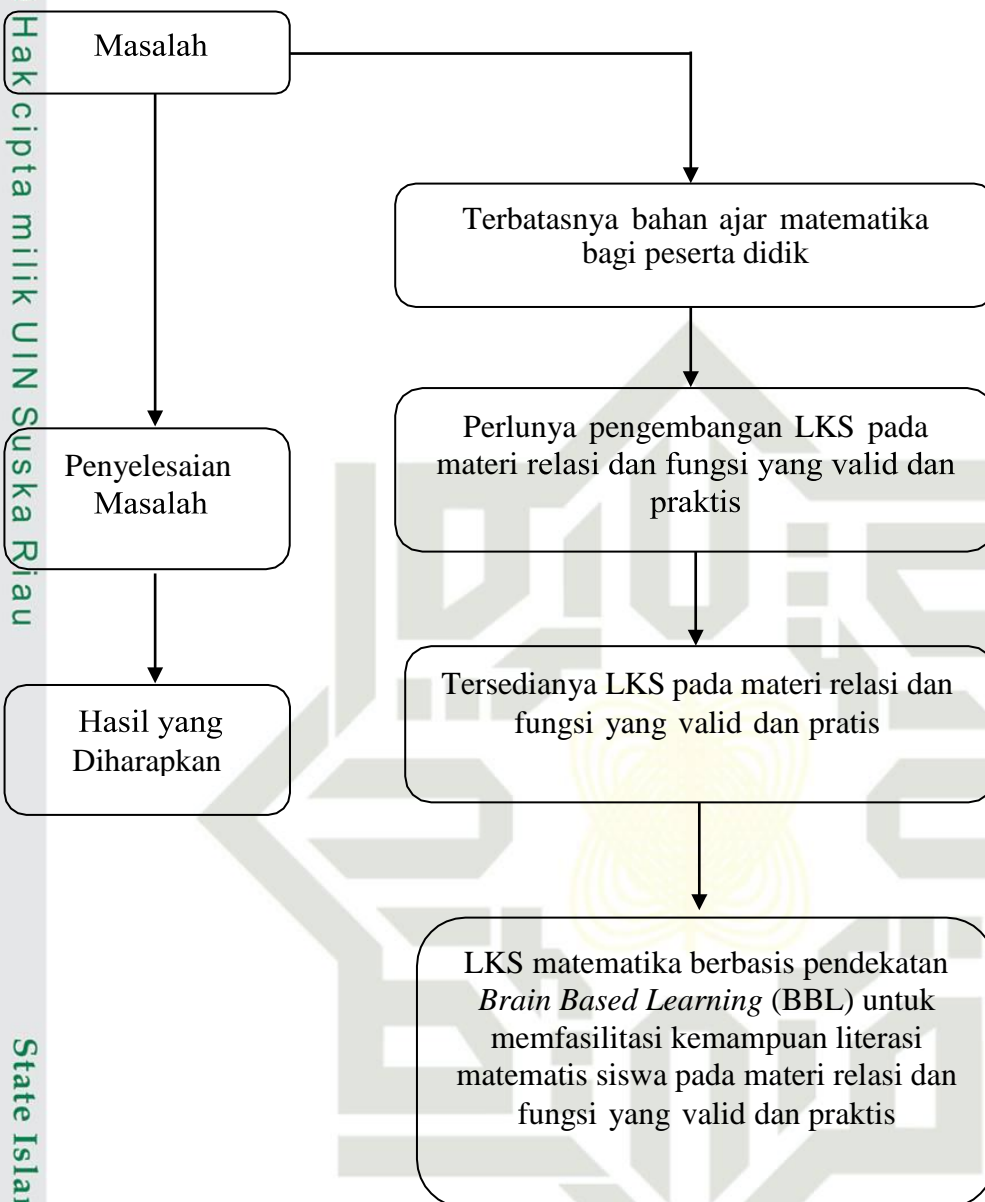 Hak cipta milik UIN Suska Riau
State Islam
Masalah
Terbatasnya bahan ajar matematika
bagi peserta didik
Perlunya pengembangan LKS pada
materi relasi dan fungsi yang valid dan
praktis
Penyelesaian
Masalah
Tersedianya LKS pada materi relasi dan
fungsi yang valid dan pratis
Hasil yang
Diharapkan
LKS matematika berbasis pendekatan
Brain Based Learning (BBL) untuk
memfasilitasi kemampuan literasi
matematis siswa pada materi relasi dan
fungsi yang valid dan praktis